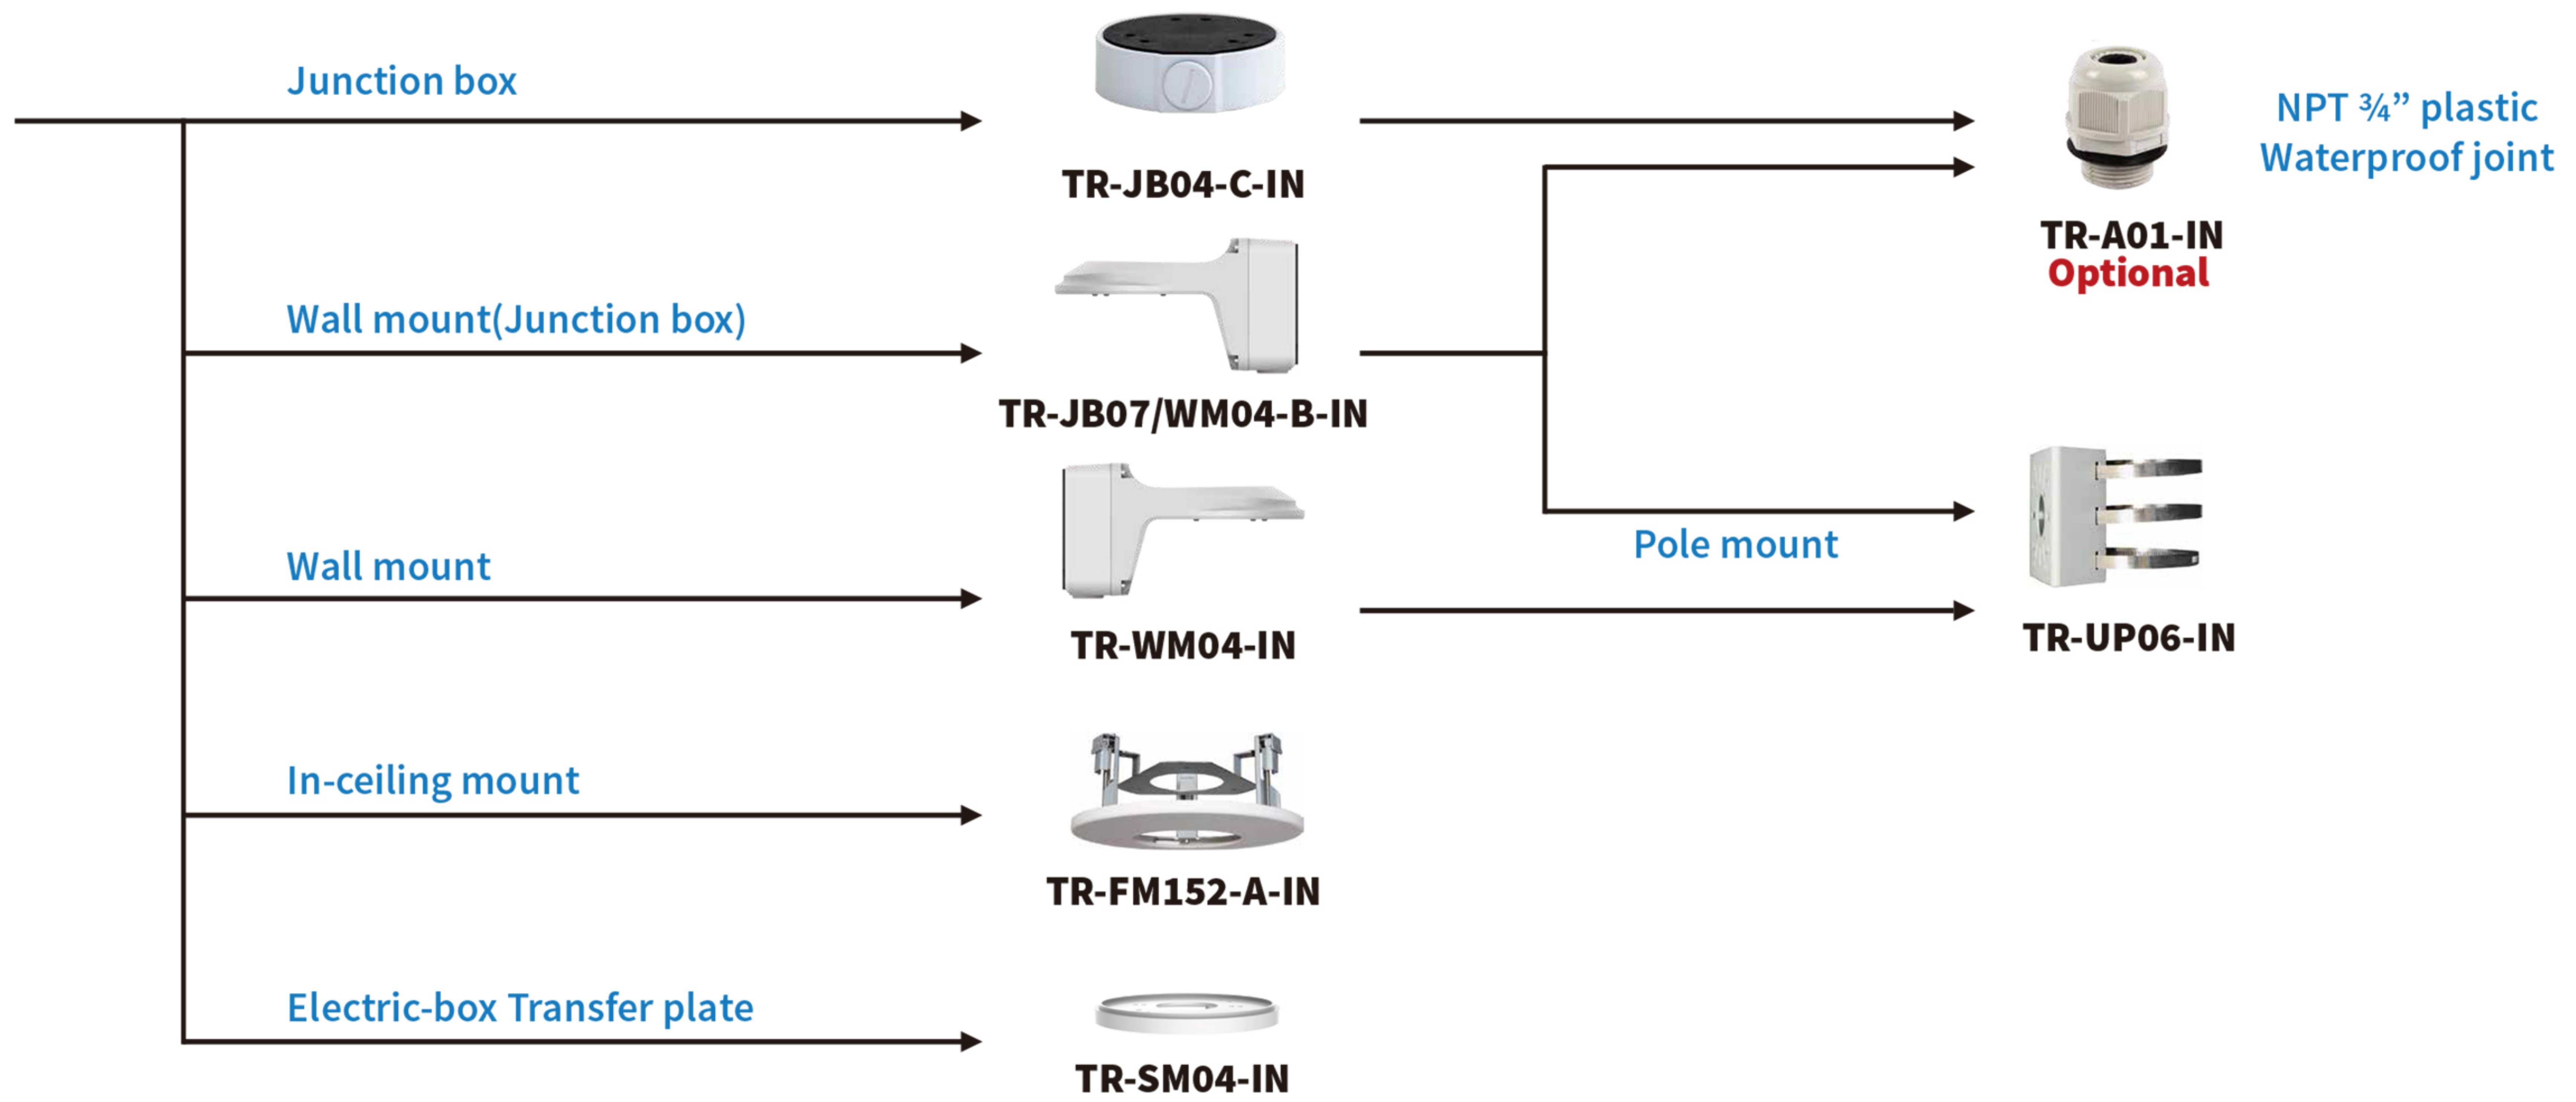 Junction box
TR-JB04-C-IN
NPT ¾” plastic
Waterproof joint
TR-A01-IN
Optional
Wall mount(Junction box)
TR-JB07/WM04-B-IN
Wall mount
TR-WM04-IN
Pole mount
TR-UP06-IN
In-ceiling mount
TR-FM152-A-IN
Electric-box Transfer plate
TR-SM04-IN